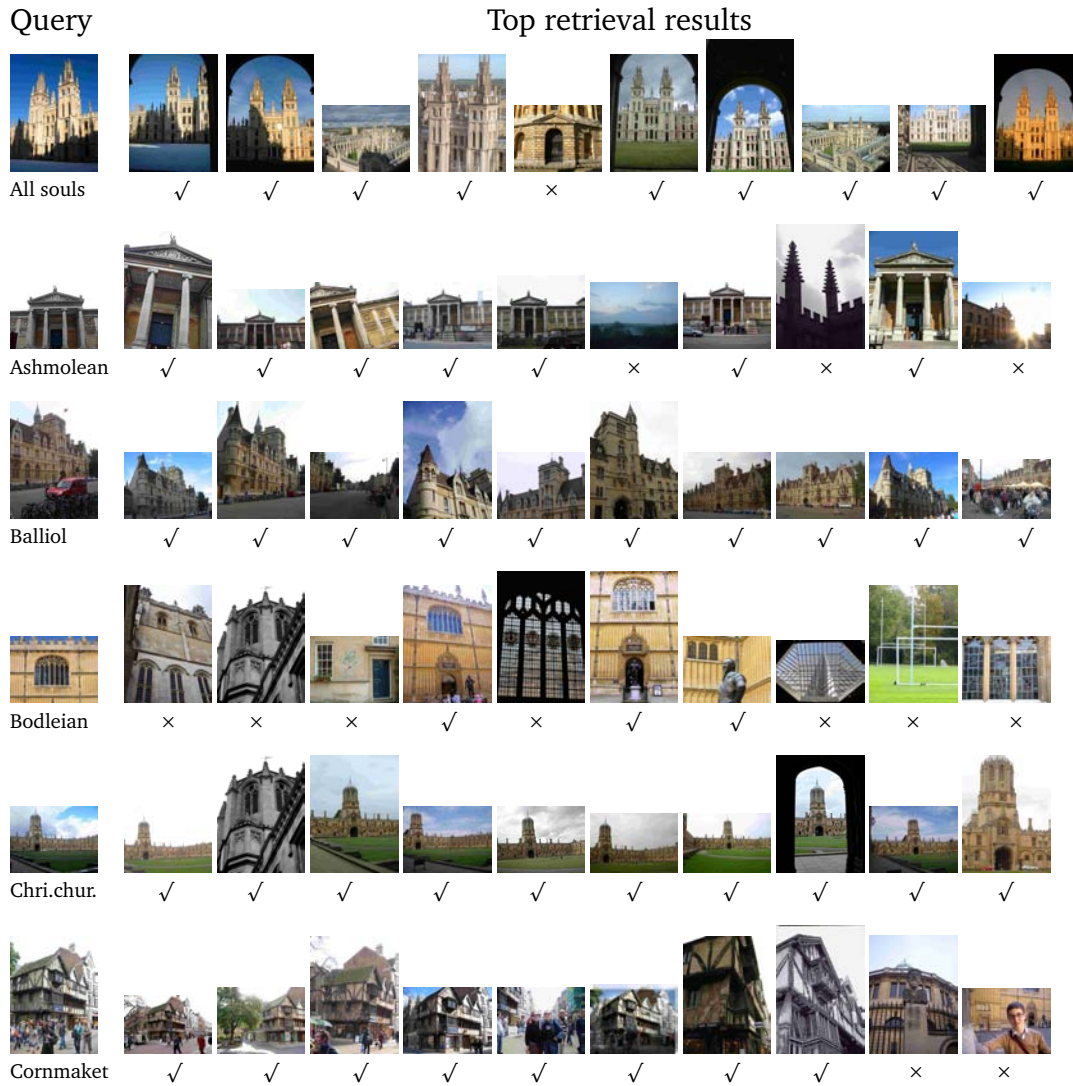 Query Top retrieval results
All souls √ √ √ √ × √ √ √ √ √
Ashmolean √ √ √ √ √ × √ × √ ×
Balliol √ √ √ √ √ √ √ √ √ √
Bodleian × × × √ × √ √ × × ×
Chri.chur. √ √ √ √ √ √ √ √ √ √
Cornmaket √ √ √ √ √ √ √ √ × ×